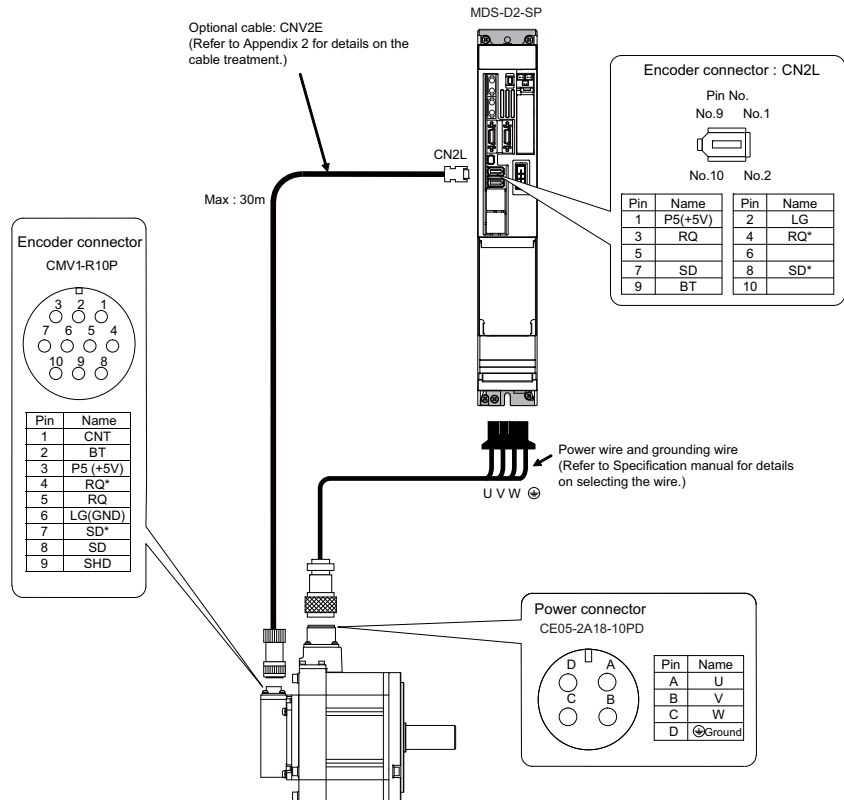 MDS-D2-SP
Optional cable: CNV2E
(Refer to Appendix 2 for details on the
cable treatment.)
CN2L
Max : 30m
Encoder connector : CN2L
Pin No.
No.9 No.1
No.10 No.2
Pin Name Pin Name
1 P5(+5V) 2 LG
3 RQ 4 RQ*
5 6
7 SD 8 SD*
9 BT 10
Encoder connector
CMV1-R10P
3 2 1
7 6 5 4
10 9 8
Pin Name
1 CNT
2 BT
3 P5 (+5V)
4 RQ*
5 RQ
6 LG(GND)
7 SD*
8 SD
9 SHD
Power wire and grounding wire
(Refer to Specification manual for details
on selecting the wire.)
U V W
Power connector
CE05-2A18-10PD
D A
C B
Pin Name
A U
B V
C W
D Ground